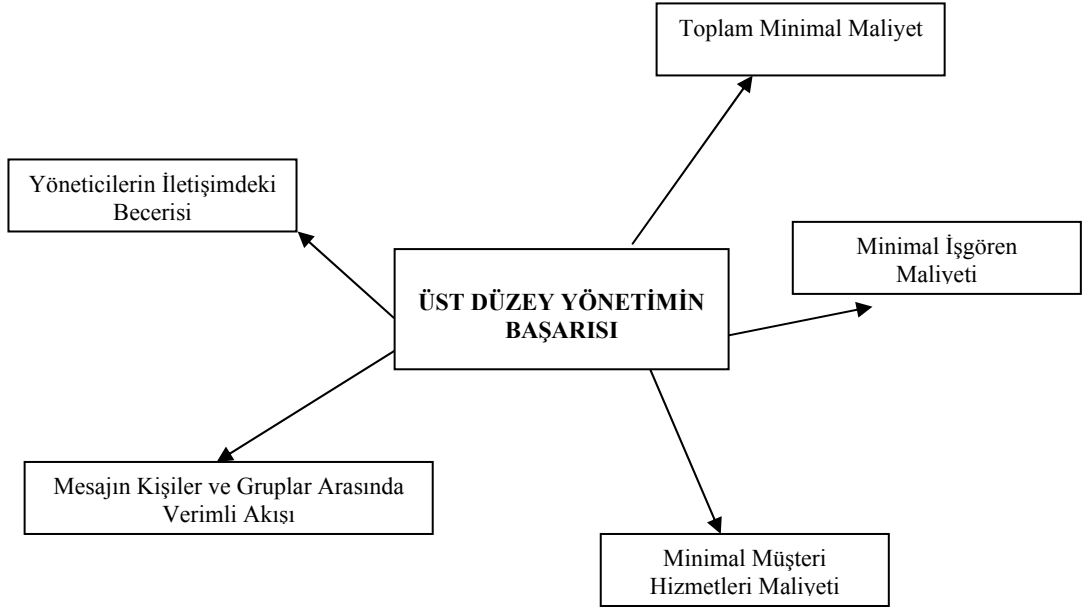 Toplam Minimal Maliyet
Yöneticilerin İletişimdeki
Becerisi
Minimal İşgören
Maliyeti
ÜST DÜZEY YÖNETİMİN
BAŞARISI
Mesajın Kişiler ve Gruplar Arasında
Verimli Akışı
Minimal Müşteri
Hizmetleri Maliyeti